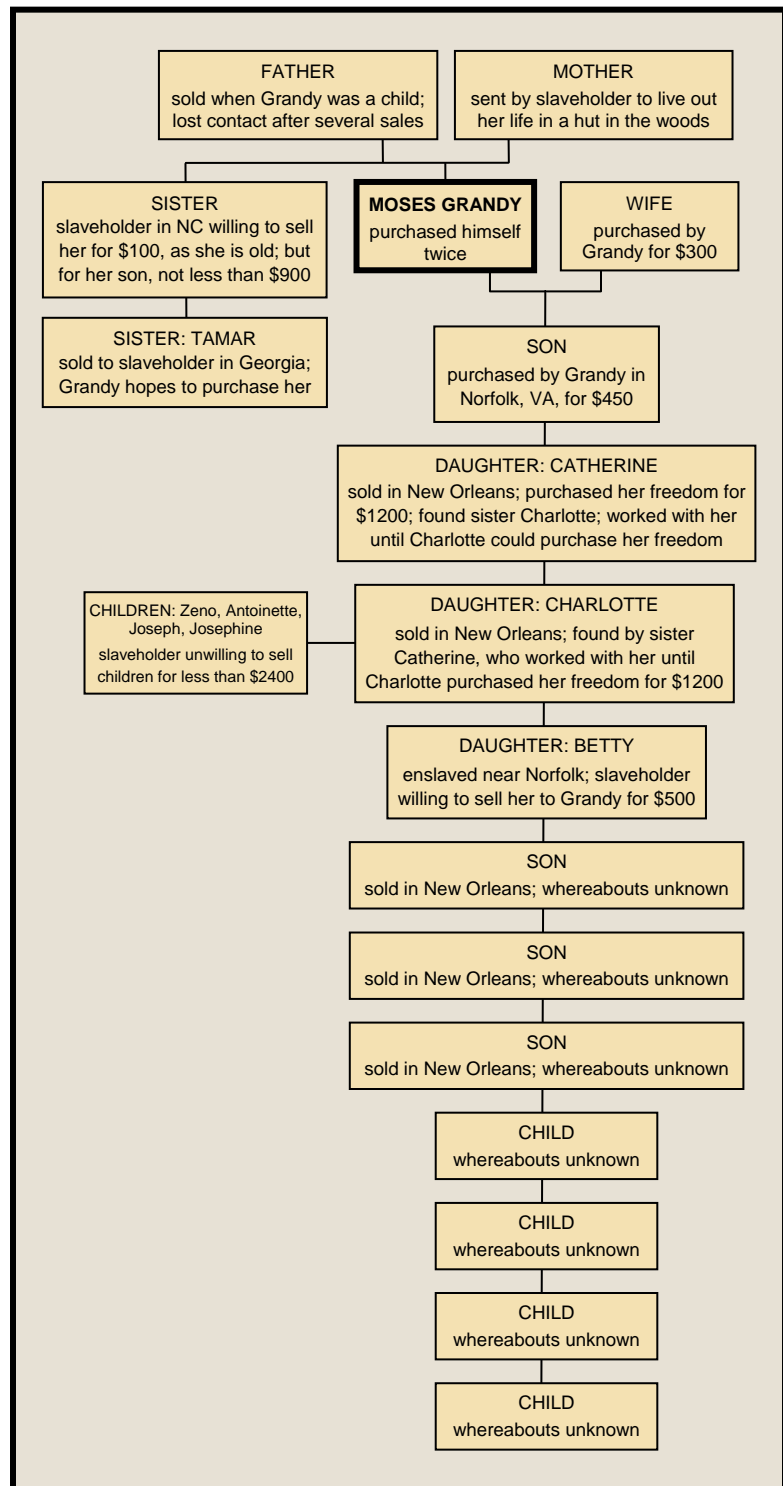 FATHER
sold when Grandy was a child;
lost contact after several sales
MOTHER
sent by slaveholder to live out
her life in a hut in the woods
SISTER
slaveholder in NC willing to sell
her for $100, as she is old; but
for her son, not less than $900
MOSES GRANDY
purchased himself
twice
WIFE
purchased by
Grandy for $300
SISTER: TAMAR
sold to slaveholder in Georgia;
Grandy hopes to purchase her
SON
purchased by Grandy in
Norfolk, VA, for $450
DAUGHTER: CATHERINE
sold in New Orleans; purchased her freedom for
$1200; found sister Charlotte; worked with her
until Charlotte could purchase her freedom
CHILDREN: Zeno, Antoinette,
Joseph, Josephine
slaveholder unwilling to sell
children for less than $2400
DAUGHTER: CHARLOTTE
sold in New Orleans; found by sister
Catherine, who worked with her until
Charlotte purchased her freedom for $1200
DAUGHTER: BETTY
enslaved near Norfolk; slaveholder
willing to sell her to Grandy for $500
SON
sold in New Orleans; whereabouts unknown
SON
sold in New Orleans; whereabouts unknown
SON
sold in New Orleans; whereabouts unknown
CHILD
whereabouts unknown
CHILD
whereabouts unknown
CHILD
whereabouts unknown
CHILD
whereabouts unknown